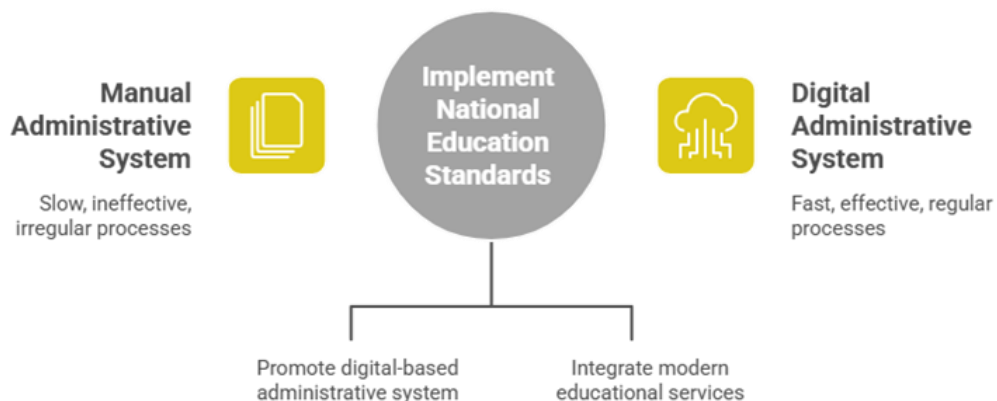 Manual
Administrative
System
Slow, ineffective,
irregular processes
Implement
National
Education
Standards
Digital
Administrative
System
Fast, effective, regular
processes
Promote digital-based
administrative system
Integrate modern
educational services